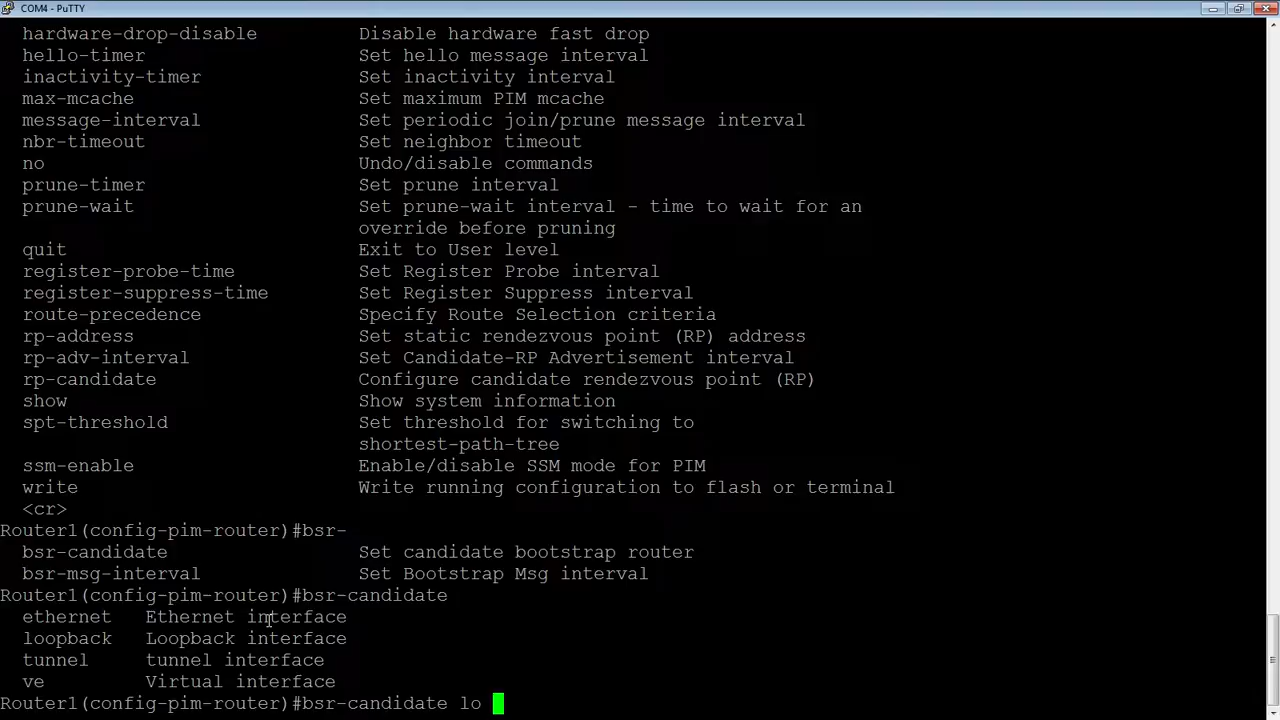 COM4 - PuTTY
hardware-drop-disable Disable hardware fast drop
hello-timer Set hello message interval
inactivity-timer Set inactivity interval
max-mcache Set maximum PIM mcache
message-interval Set periodic join/prune message interval
nbr-timeout Set neighbor timeout
no Undo/disable commands
prune-timer Set prune interval
prune-wait Set prune-wait interval - time to wait for an
override before pruning
quit Exit to User level
register-probe-time Set Register Probe interval
register-suppress-time Set Register Suppress interval
route-precedence Specify Route Selection criteria
rp-address Set static rendezvous point (RP) address
rp-adv-interval Set Candidate-RP Advertisement interval
rp-candidate Configure candidate rendezvous point (RP)
show Show system information
spt-threshold Set threshold for switching to
shortest-path-tree
ssm-enable Enable/disable SSM mode for PIM
write Write running configuration to flash or terminal
<cr>
Router1(config-pim-router)#bsr-
bsr-candidate Set candidate bootstrap router
bsr-msg-interval Set Bootstrap Msg interval
Router1(config-pim-router)#bsr-candidate
ethernet Ethernet interface
loopback Loopback interface
tunnel tunnel interface
ve Virtual interface
Router1(config-pim-router)#bsr-candidate lo